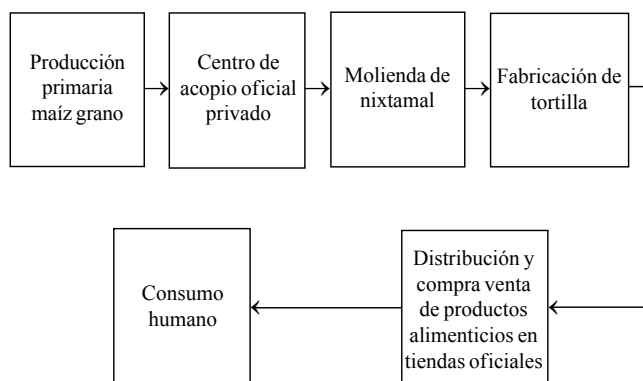 Producción
primaria
maíz grano
Centro de
acopio oficial
privado
Molienda de
nixtamal
Fabricación de
tortilla
Consumo
humano
Distribución y
compra venta
de productos
alimenticios en
tiendas oficiales